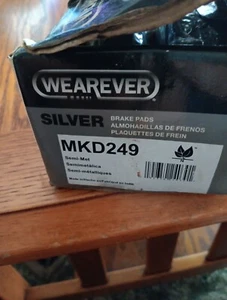 WEAREVER
SILVER
BRAKE PADS
ALMOHADILLAS DE FRENOS
PLAQUETTES DE FREIN
MKD249
Semi-Met
Semimetálica
Semi-métalliques